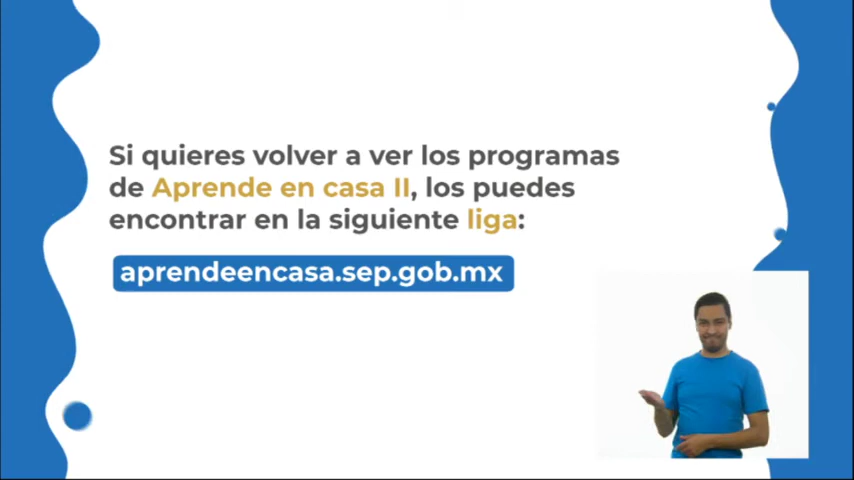 Si quieres volver a ver los programas
de Aprende en casa II, los puedes
encontrar en la siguiente liga:
aprendeencasa.sep.gob.mx